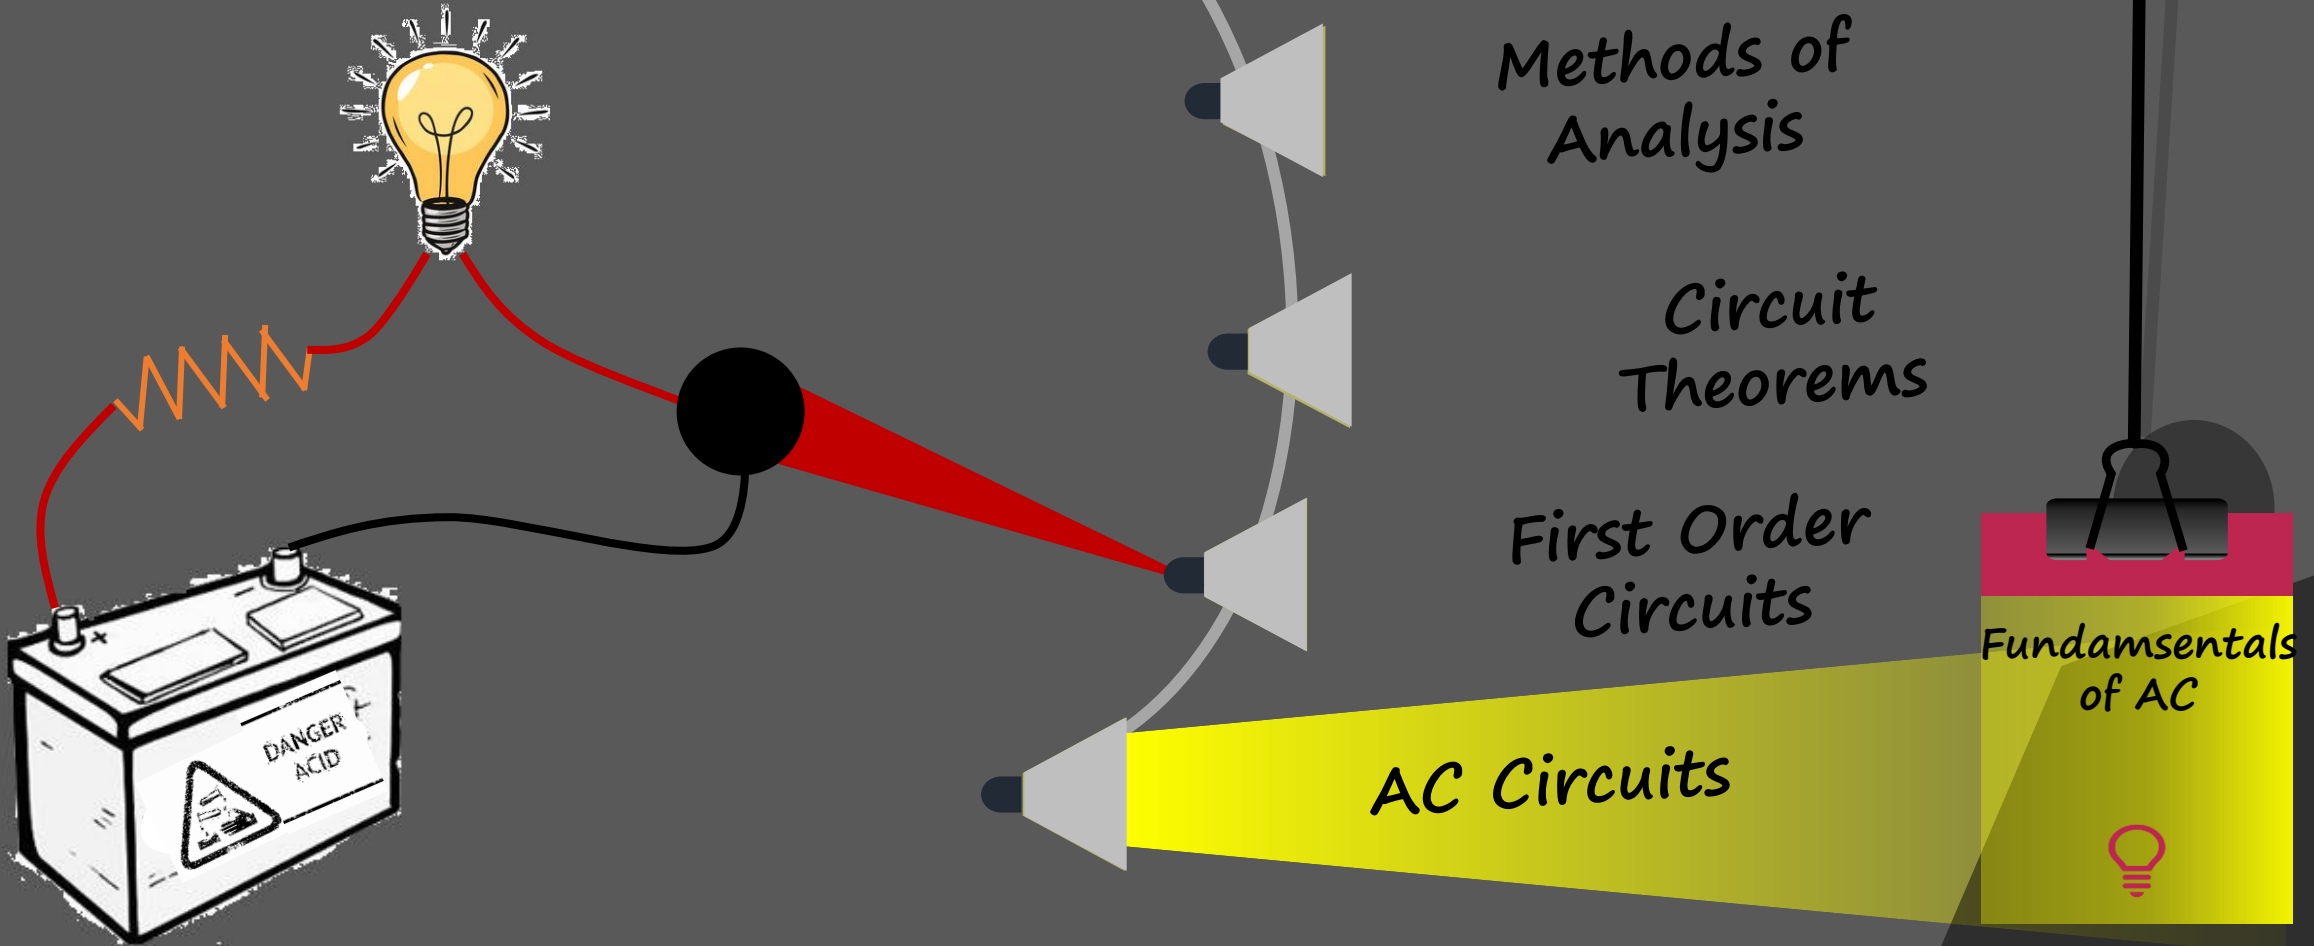 Methods of
Analysis
Circuit
Theorems
First Order
Circuits
AC Circuits
Fundamsentals
of AC
+
DANGER
ACID